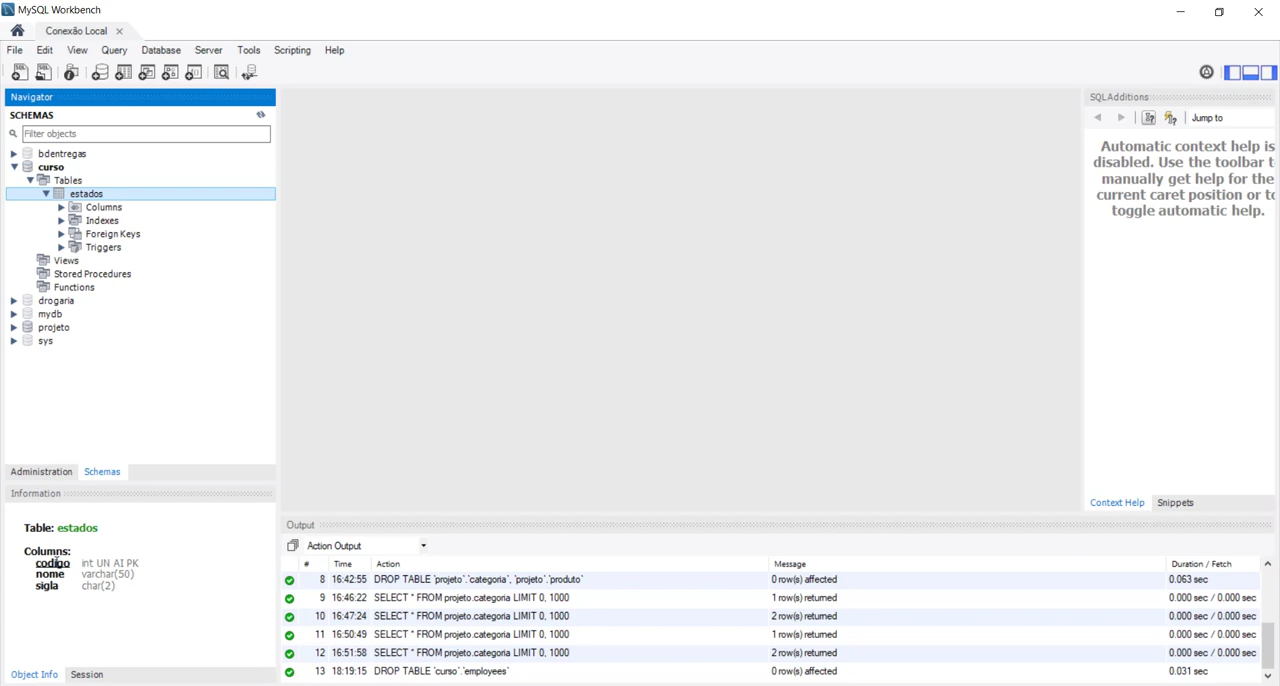 MySQL Workbench
Conexão Local
File Edit View Query Database Server Tools Scripting Help
Navigator
SCHEMAS
Filter objects
bdentregas
curso
Tables
estados
Columns
Indexes
Foreign Keys
Triggers
Views
Stored Procedures
Functions
drogaria
mydb
projeto
sys
Administration Schemas
Information
Table: estados
Columns:
codigo int UN AI PK
nome varchar(50)
sigla char(2)
Object Info Session
SQLAdditions
Jump to
Automatic context help is
disabled. Use the toolbar t
manually get help for the
current caret position or to
toggle automatic help.
Context Help Snippets
Output
Action Output
# Time Action Message Duration / Fetch
8 16:42:55 DROP TABLE `projeto`.`categoria`, `projeto`.`produto` 0 row(s) affected 0.063 sec
9 16:46:22 SELECT * FROM projeto.categoria LIMIT 0, 1000 1 row(s) returned 0.000 sec / 0.000 sec
10 16:47:24 SELECT * FROM projeto.categoria LIMIT 0, 1000 2 row(s) returned 0.000 sec / 0.000 sec
11 16:50:49 SELECT * FROM projeto.categoria LIMIT 0, 1000 1 row(s) returned 0.000 sec / 0.000 sec
12 16:51:58 SELECT * FROM projeto.categoria LIMIT 0, 1000 2 row(s) returned 0.000 sec / 0.000 sec
13 18:19:15 DROP TABLE `curso`.`employees` 0 row(s) affected 0.031 sec